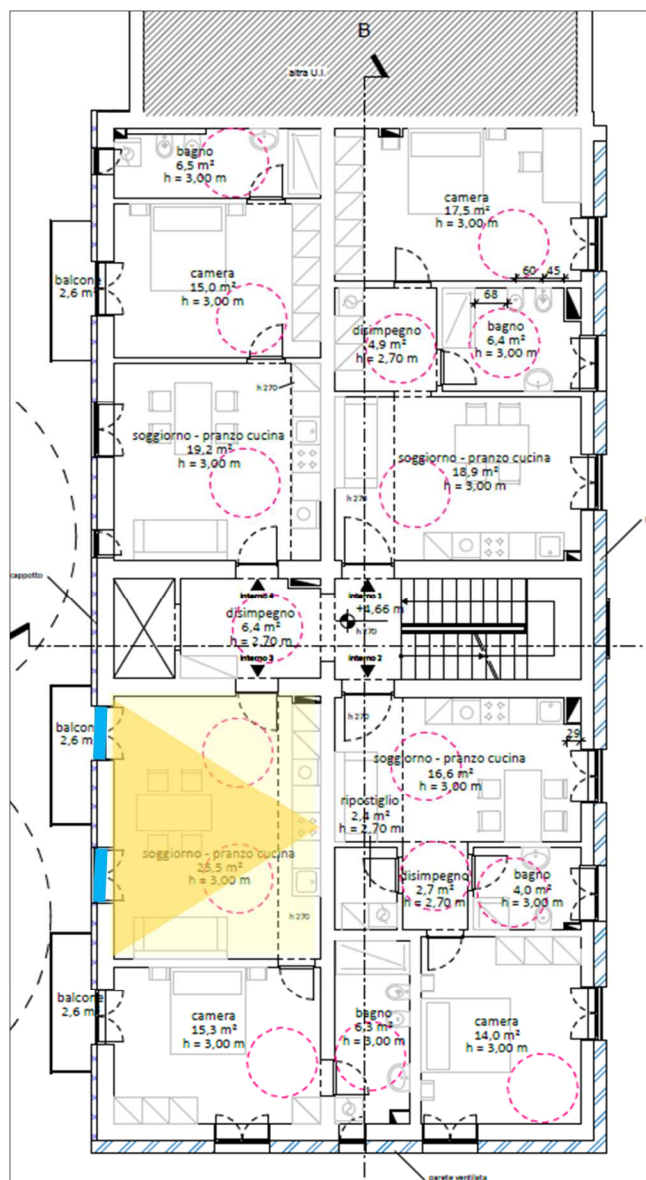 B
altra U.I.
bagno
6,5 m²
h = 3,00 m
camera
17,5 m²
h = 3,00 m
balcone
2,6 m²
camera
15,0 m²
h = 3,00 m
60 45
68
disimpegno
4,9 m²
h = 2,70 m
bagno
6,4 m²
h = 3,00 m
h 270
soggiorno - pranzo cucina
19,2 m²
h = 3,00 m
soggiorno - pranzo cucina
18,9 m²
h = 3,00 m
h 270
cappotto
interno 4
interno 1
disimpegno
6,4 m²
h = 2,70 m
+4,66 m
h 270
interno 3
interno 2
balcone
2,6 m²
h 270
29
soggiorno - pranzo cucina
16,6 m²
h = 3,00 m
ripostiglio
2,4 m²
h = 2,70 m
soggiorno - pranzo cucina
25,5 m²
h = 3,00 m
disimpegno
2,7 m²
h = 2,70 m
bagno
4,0 m²
h = 3,00 m
h 270
balcone
2,6 m²
camera
15,3 m²
h = 3,00 m
bagno
6,3 m²
h = 3,00 m
camera
14,0 m²
h = 3,00 m
parete ventilata